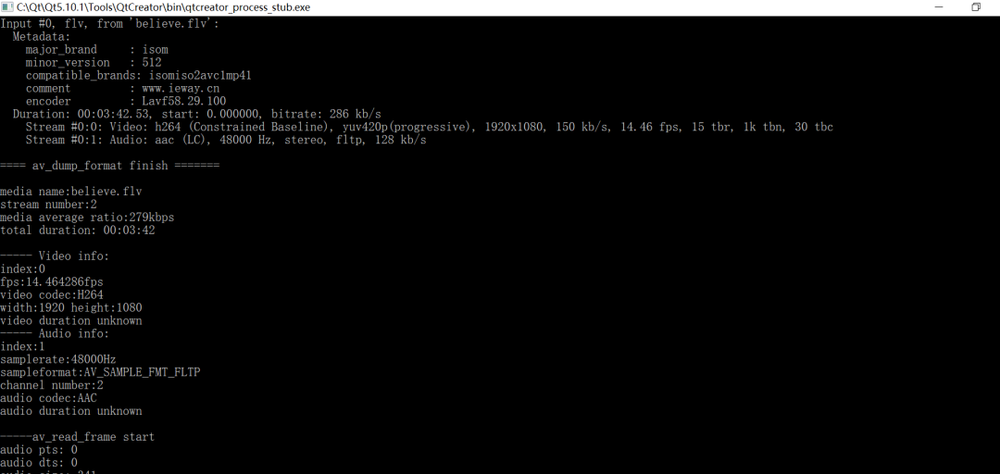 C:\Qt\Qt5.10.1\Tools\QtCreator\bin\qtcreator_process_stub.exe
Input #0, flv, from 'believe.flv':
  Metadata:
    major_brand     : isom
    minor_version   : 512
    compatible_brands: isomiso2avc1mp41
    comment         : www.ieway.cn
    encoder         : Lavf58.29.100
  Duration: 00:03:42.53, start: 0.000000, bitrate: 286 kb/s
    Stream #0:0: Video: h264 (Constrained Baseline), yuv420p(progressive), 1920x1080, 150 kb/s, 14.46 fps, 15 tbr, 1k tbn, 30 tbc
    Stream #0:1: Audio: aac (LC), 48000 Hz, stereo, fltp, 128 kb/s
==== av_dump_format finish =======
media name:believe.flv
stream number:2
media average ratio:279kbps
total duration: 00:03:42
----- Video info:
index:0
fps:14.464286fps
video codec:H264
width:1920 height:1080
video duration unknown
----- Audio info:
index:1
samplerate:48000Hz
sampleformat:AV_SAMPLE_FMT_FLTP
channel number:2
audio codec:AAC
audio duration unknown
-----av_read_frame start
audio pts: 0
audio dts: 0